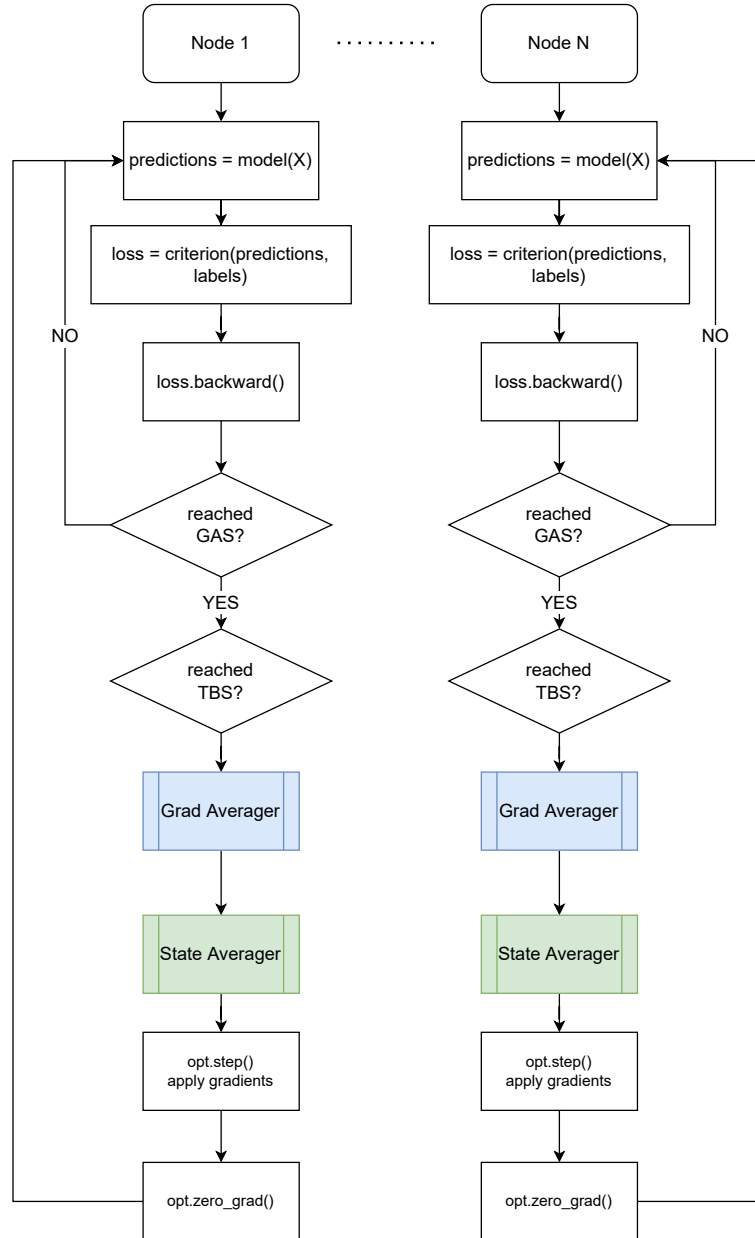 Node 1
Node N
predictions = model(X)
predictions = model(X)
loss = criterion(predictions,
labels)
loss = criterion(predictions,
labels)
NO
NO
loss.backward()
loss.backward()
reached
GAS?
reached
GAS?
YES
YES
reached
TBS?
reached
TBS?
Grad Averager
Grad Averager
State Averager
State Averager
opt.step()
apply gradients
opt.step()
apply gradients
opt.zero_grad()
opt.zero_grad()